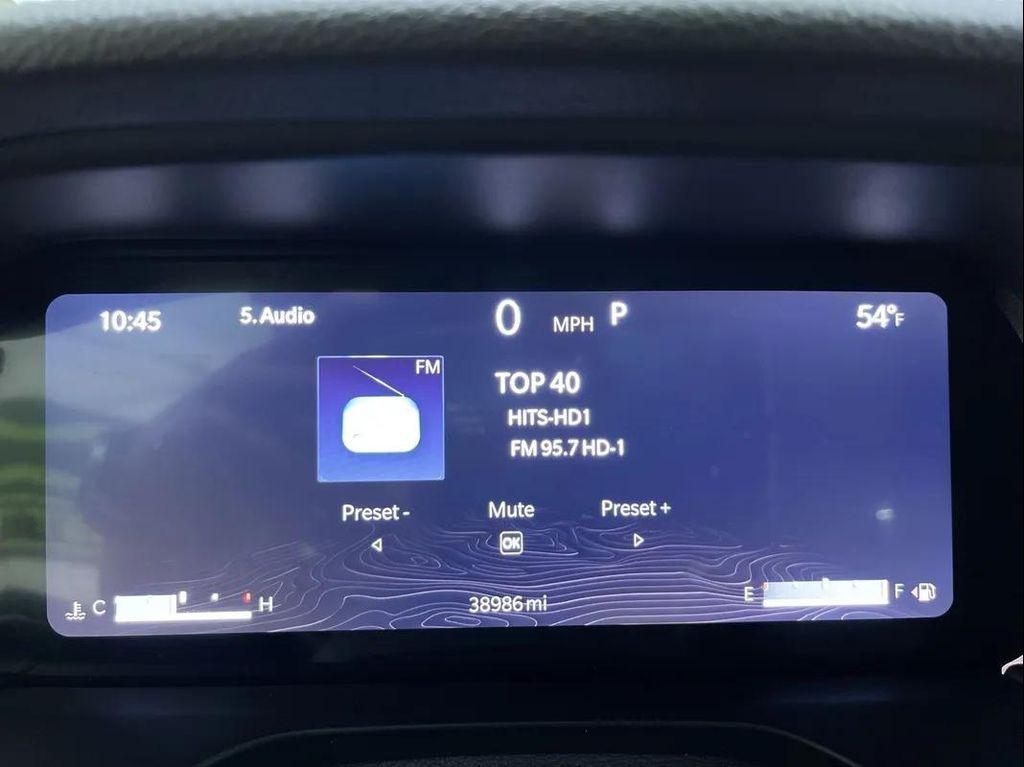 10:45
5. Audio
0 MPH P
54°F
FM
TOP 40
HITS-HD1
FM 95.7 HD-1
Preset -
Mute
Preset +
OK
C
H
38986 mi
E
F